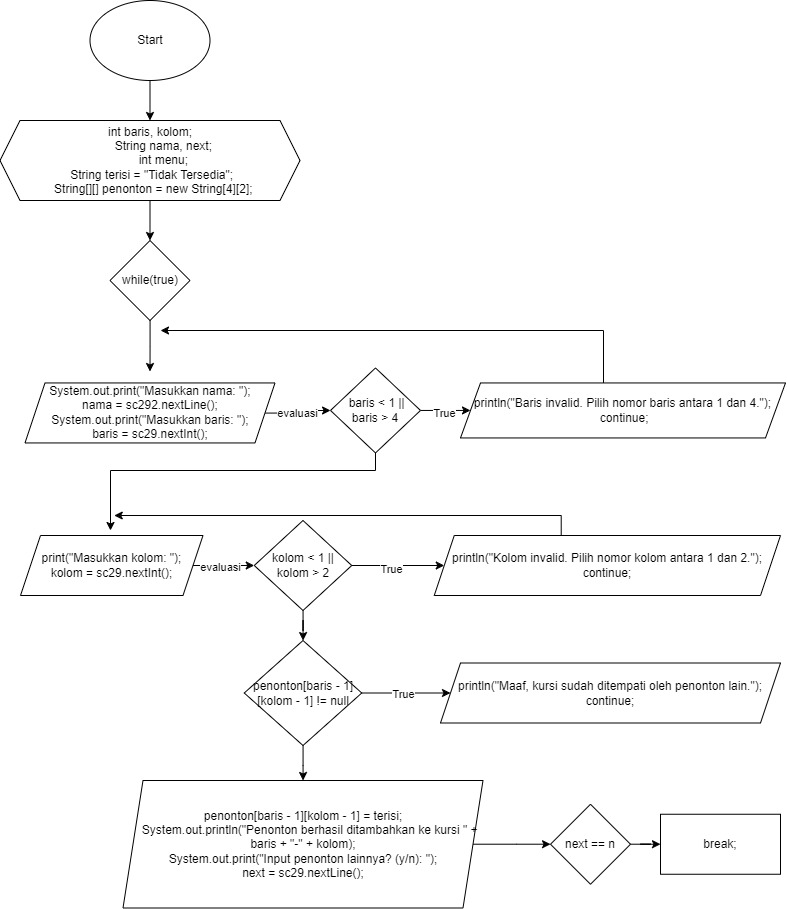 Start
int baris, kolom;
String nama, next;
int menu;
String terisi = "Tidak Tersedia";
String[][] penonton = new String[4][2];
while(true)
System.out.print("Masukkan nama: ");
nama = sc292.nextLine();
System.out.print("Masukkan baris: ");
baris = sc29.nextInt();
evaluasi
baris < 1 ||
baris > 4
True
println("Baris invalid. Pilih nomor baris antara 1 dan 4.");
continue;
print("Masukkan kolom: ");
kolom = sc29.nextInt();
evaluasi
kolom < 1 ||
kolom > 2
True
println("Kolom invalid. Pilih nomor kolom antara 1 dan 2.");
continue;
penonton[baris - 1]
[kolom - 1] != null
True
println("Maaf, kursi sudah ditempati oleh penonton lain.");
continue;
penonton[baris - 1][kolom - 1] = terisi;
System.out.println("Penonton berhasil ditambahkan ke kursi " +
baris + "-" + kolom);
System.out.print("Input penonton lainnya? (y/n): ");
next = sc29.nextLine();
next == n
break;